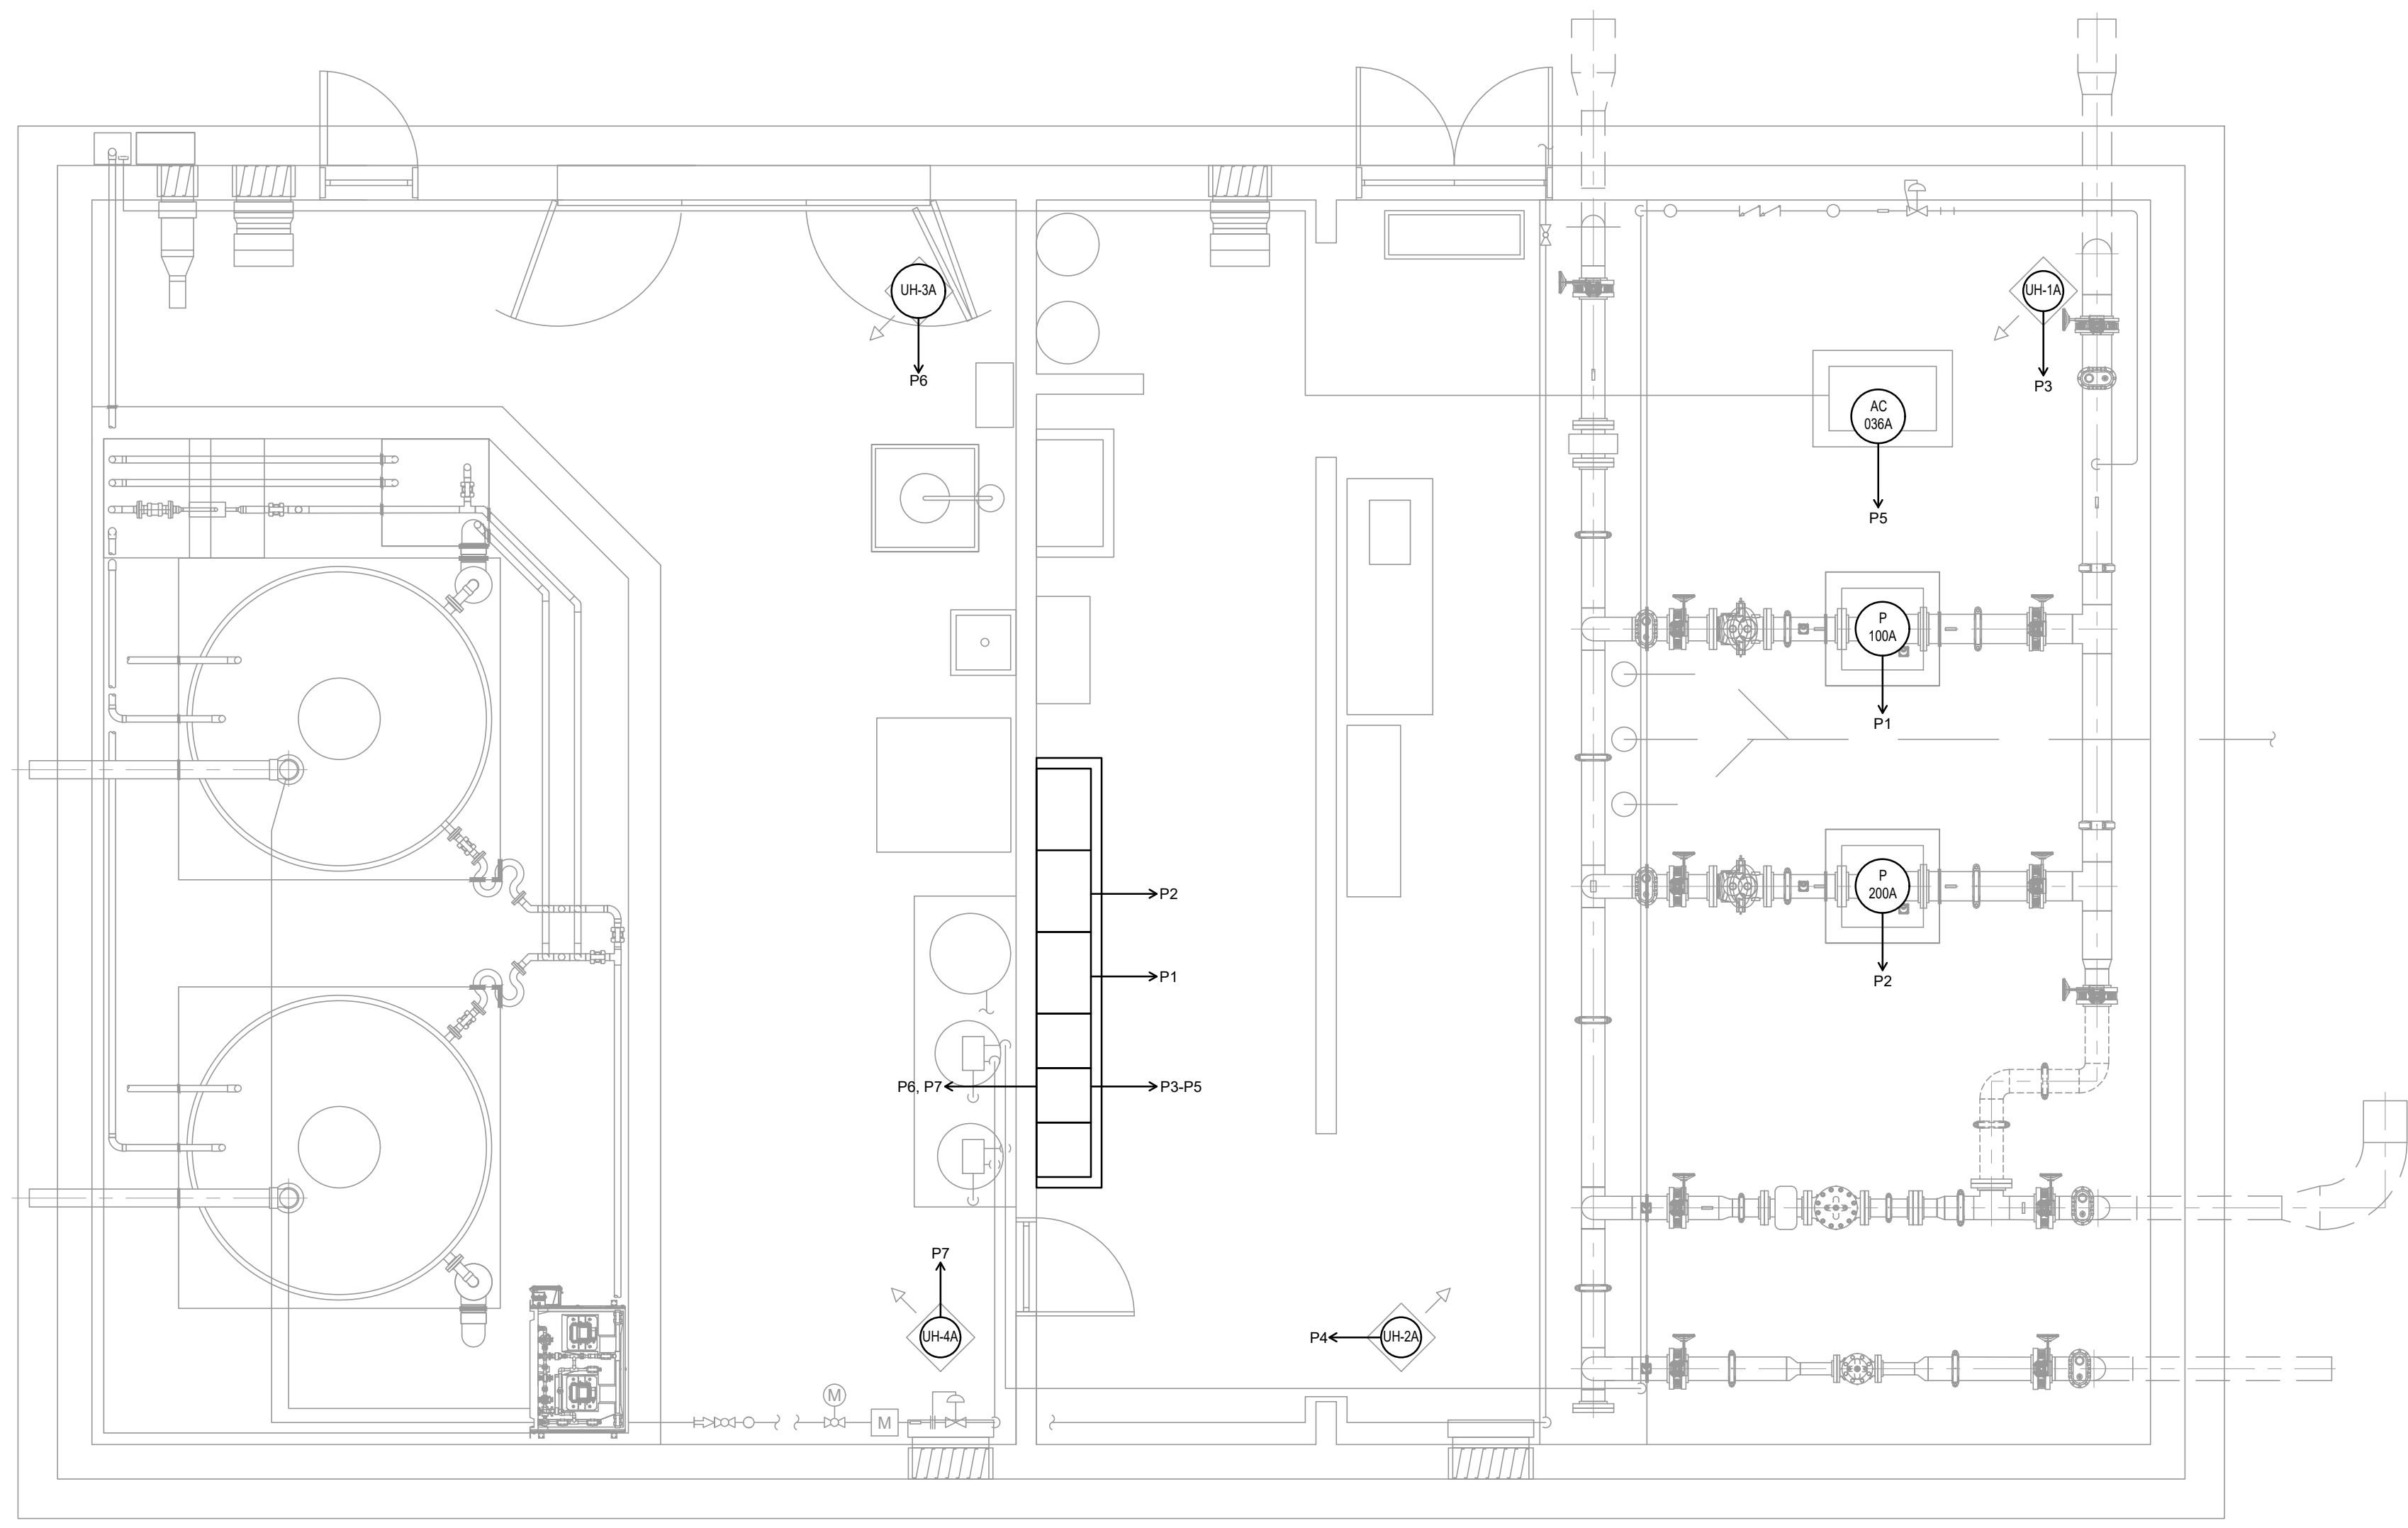 UH-3A
P6
UH-1A
P3
AC
036A
P5
P
100A
P1
P2
P1
P6, P7
P3-P5
P
200A
P2
P7
UH-4A
P4
UH-2A
M
M